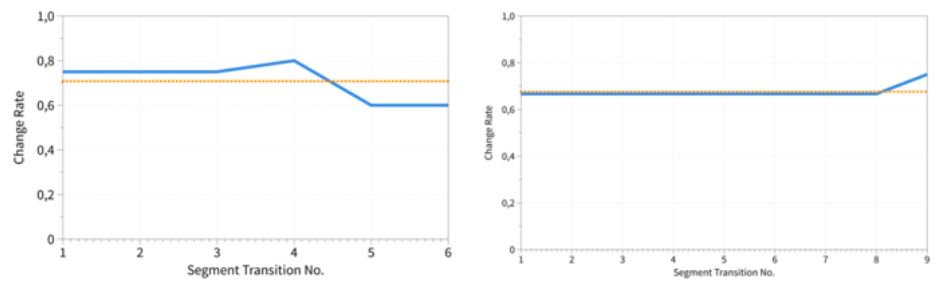 1,0
0,8
0,6
0,4
0,2
0
Change Rate
1 2 3 4 5 6
Segment Transition No.
1,0
0,8
0,6
0,4
0,2
0
Change Rate
1 2 3 4 5 6 7 8 9
Segment Transition No.